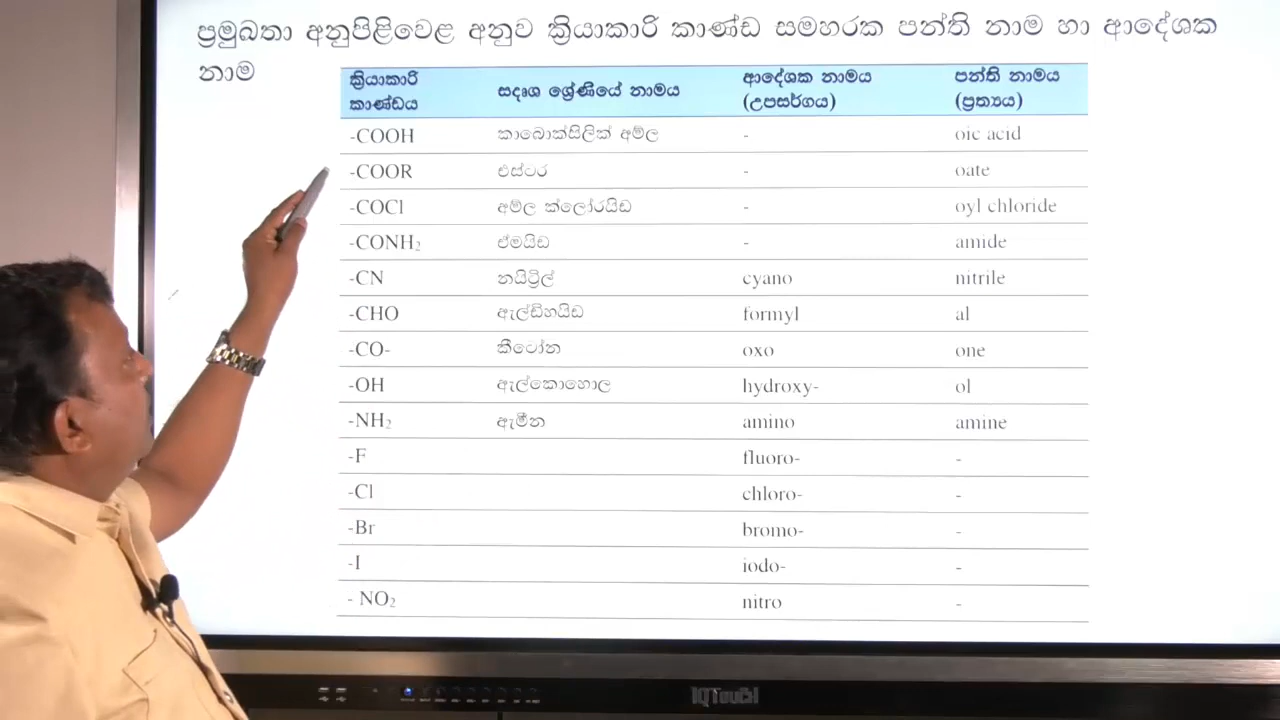 ප්‍රමුඛතා අනුපිළිවෙළ අනුව ක්‍රියාකාරී කාණ්ඩ සමහරක පන්ති නාම හා ආදේශක
නාම
ක්‍රියාකාරි කාණ්ඩය සදෘශ ශ්‍රේණියේ නාමය ආදේශක නාමය (උපසර්ගය) පන්ති නාමය (ප්‍රත්‍යය)
-COOH කාබොක්සිලික් අම්ල - oic acid
-COOR එස්ටර - oate
-COCl අම්ල ක්ලෝරයිඩ - oyl chloride
-CONH₂ ඒමයිඩ - amide
-CN නයිට්‍රිල් cyano nitrile
-CHO ඇල්ඩිහයිඩ formyl al
-CO- කීටෝන oxo one
-OH ඇල්කොහොල hydroxy- ol
-NH₂ ඇමීන amino amine
-F fluoro- -
-Cl chloro- -
-Br bromo- -
-I iodo- -
- NO₂ nitro -
IQTouch